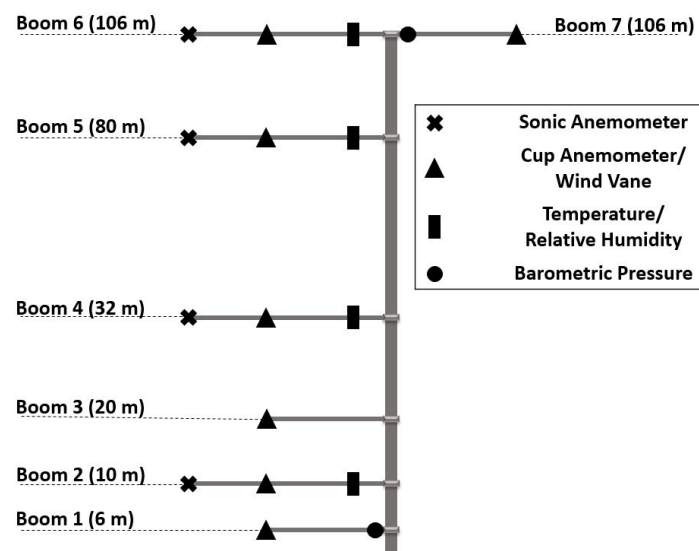 Boom 6 (106 m)
Boom 7 (106 m)
Boom 5 (80 m)
Sonic Anemometer
Cup Anemometer/
Wind Vane
Temperature/
Relative Humidity
Barometric Pressure
Boom 4 (32 m)
Boom 3 (20 m)
Boom 2 (10 m)
Boom 1 (6 m)